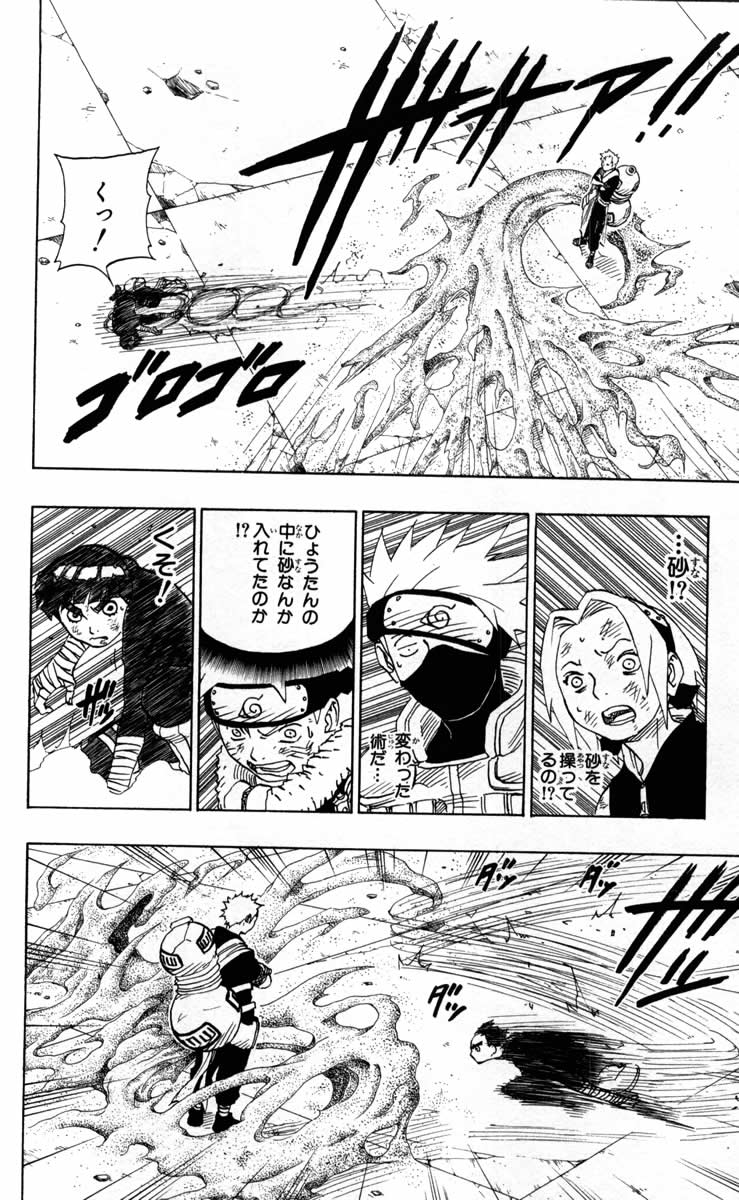 ザザザザァ!!
くっ!
ゴロゴロ
…砂!?
砂を
操って
るの!?
変わった
術だ…
ひょうたんの
中に砂なんか
入れてたのか
!?
くそ!
ザッ
ザザッ
ダッ
ダッ
ダッ